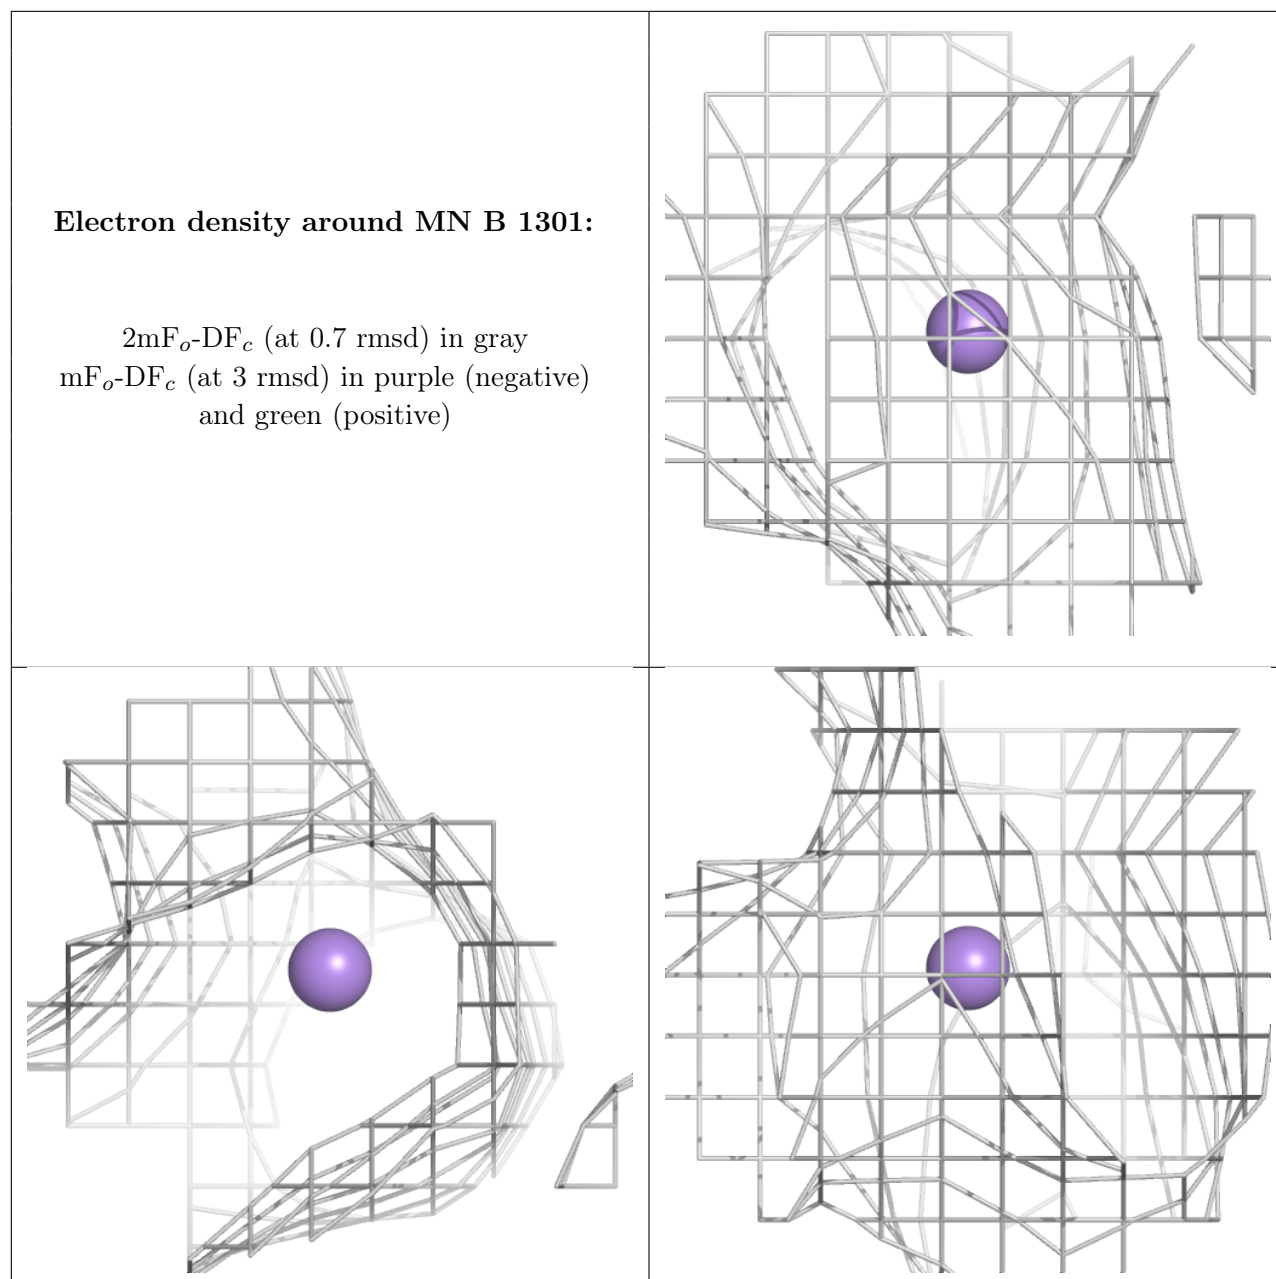 Electron density around MN B 1301:
2mFo-DFc (at 0.7 rmsd) in gray
mFo-DFc (at 3 rmsd) in purple (negative)
and green (positive)